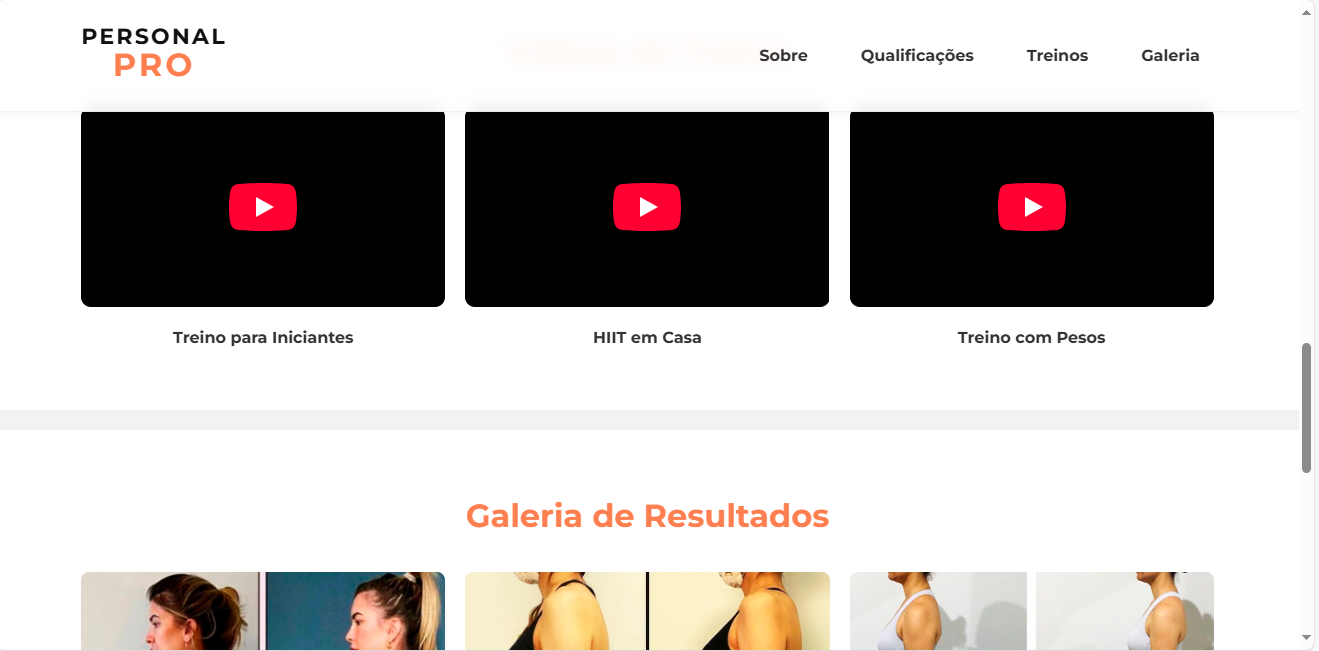 PERSONAL
PRO
Sobre
Qualificações
Treinos
Galeria
Treino para Iniciantes
HIIT em Casa
Treino com Pesos
Galeria de Resultados